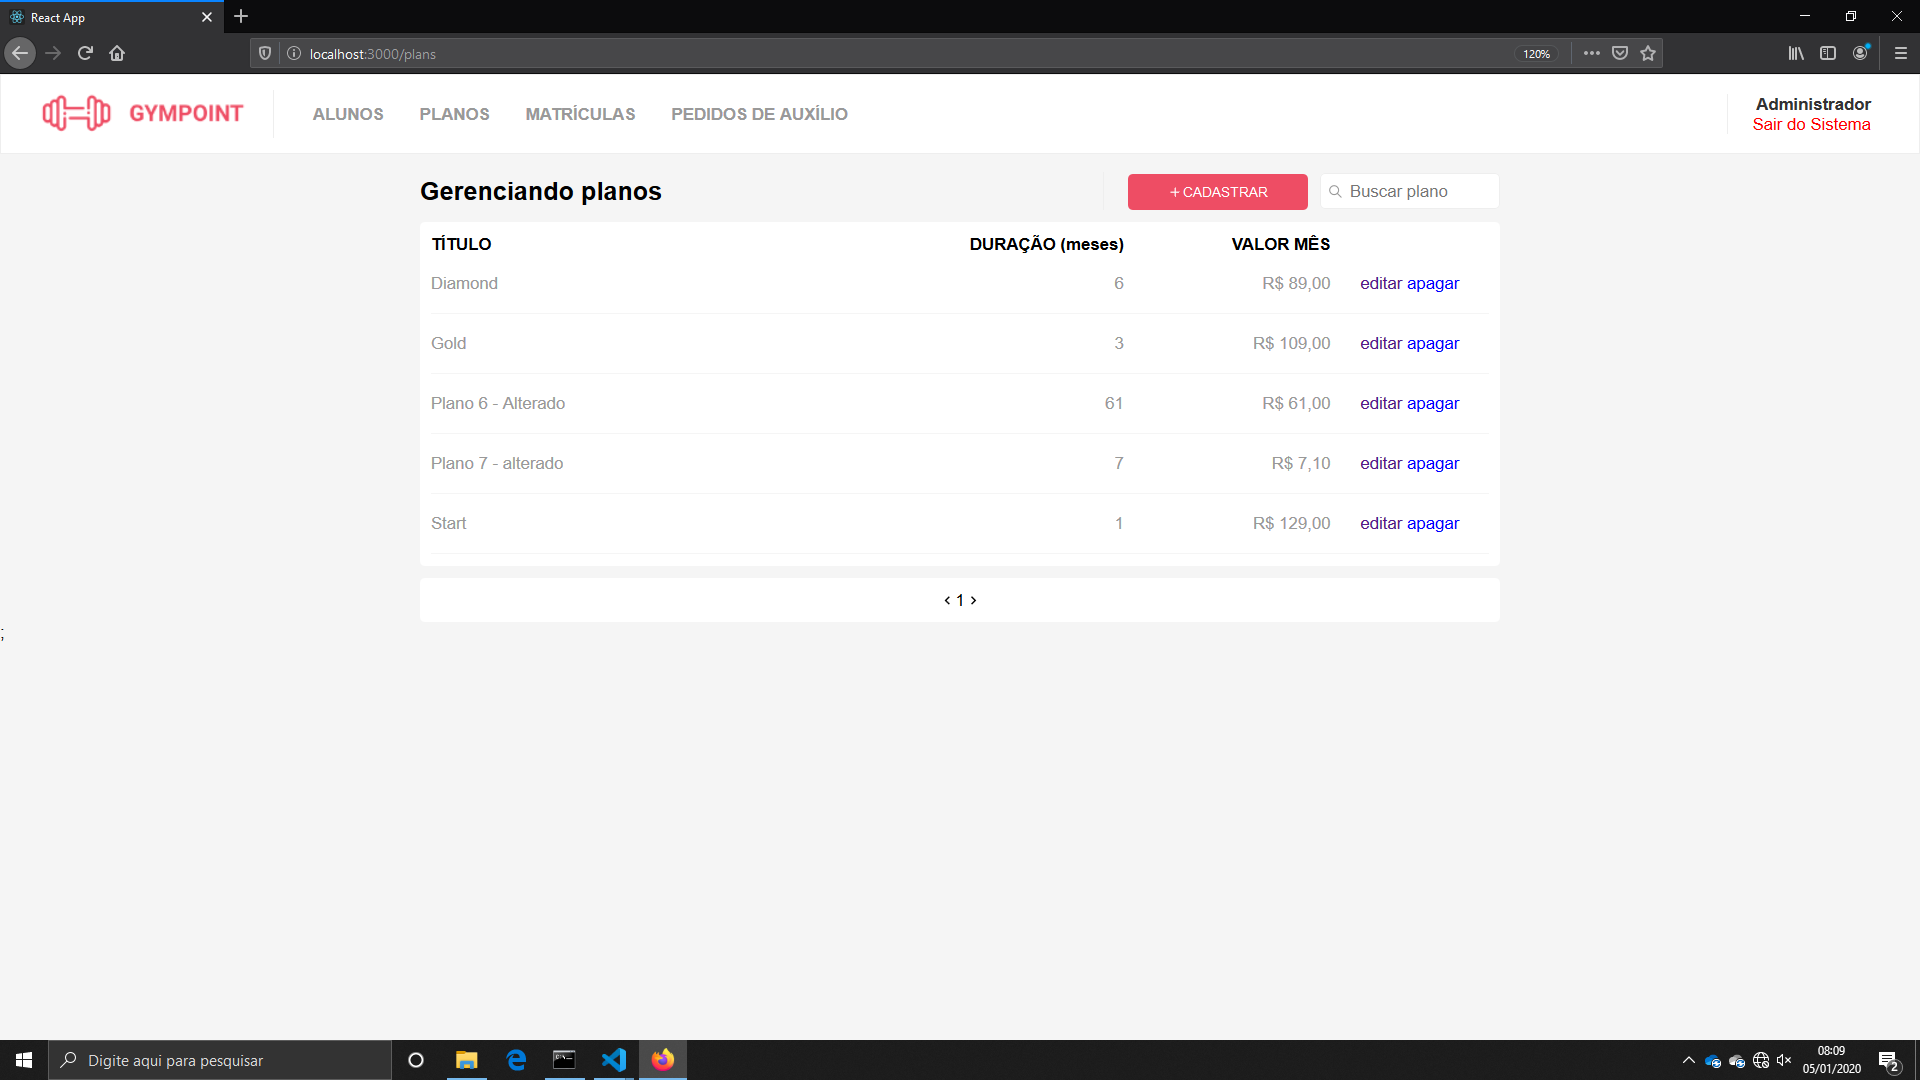 React App
localhost:3000/plans
120%
GYMPOINT
ALUNOS PLANOS MATRÍCULAS PEDIDOS DE AUXÍLIO
Administrador
Sair do Sistema
Gerenciando planos
+ CADASTRAR
Buscar plano
TÍTULO DURAÇÃO (meses) VALOR MÊS
Diamond 6 R$ 89,00 editar apagar
Gold 3 R$ 109,00 editar apagar
Plano 6 - Alterado 61 R$ 61,00 editar apagar
Plano 7 - alterado 7 R$ 7,10 editar apagar
Start 1 R$ 129,00 editar apagar
‹ 1 ›
;
Digite aqui para pesquisar
08:09
05/01/2020
2